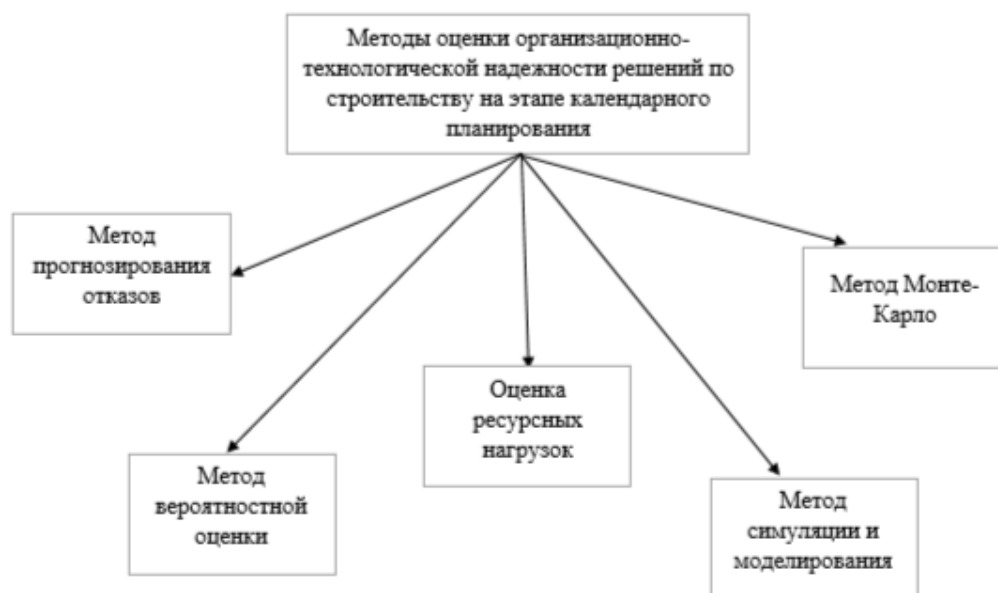 Методы оценки организационно-
технологической надежности решений по
строительству на этапе календарного
планирования
Метод
прогнозирования
отказов
Метод Монте-
Карло
Оценка
ресурсных
нагрузок
Метод
вероятностной
оценки
Метод
симуляции и
моделирования